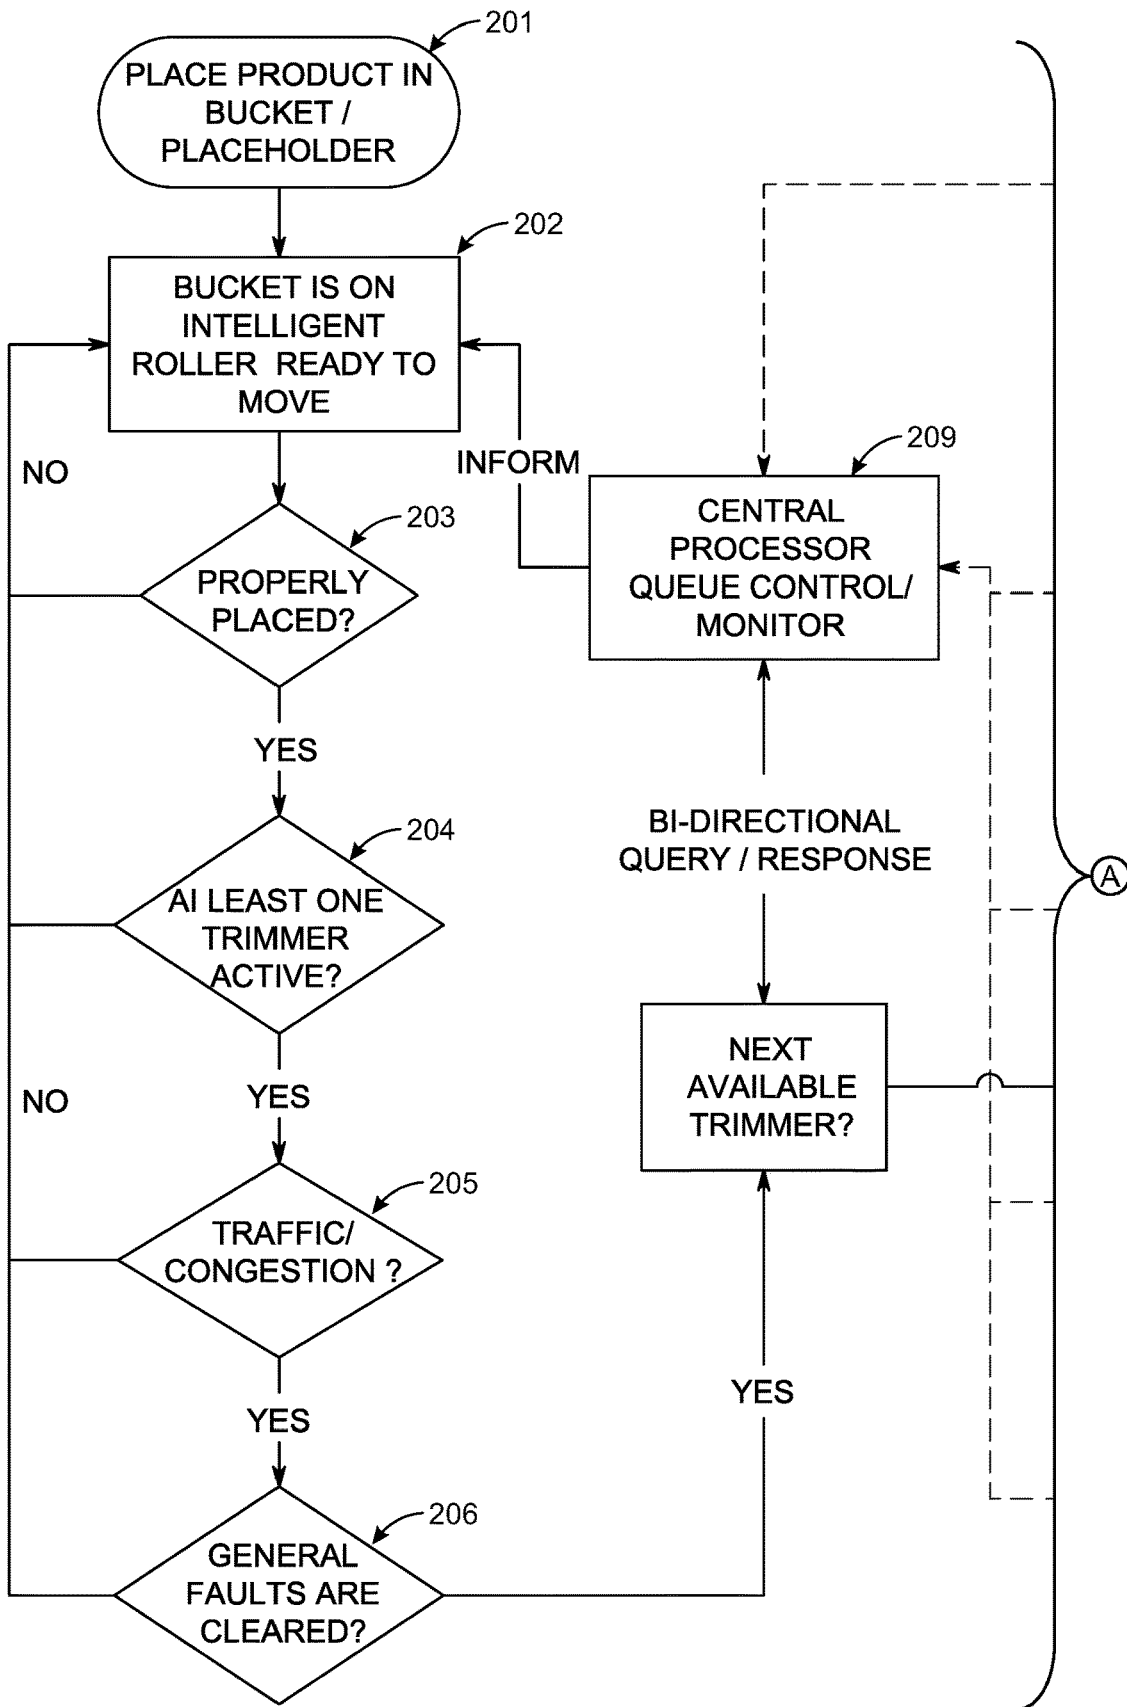 201
PLACE PRODUCT IN
BUCKET /
PLACEHOLDER
202
BUCKET IS ON
INTELLIGENT
ROLLER READY TO
MOVE
NO
INFORM
209
CENTRAL
PROCESSOR
QUEUE CONTROL/
MONITOR
203
PROPERLY
PLACED?
YES
204
AI LEAST ONE
TRIMMER
ACTIVE?
BI-DIRECTIONAL
QUERY / RESPONSE
A
NO
YES
NEXT
AVAILABLE
TRIMMER?
205
TRAFFIC/
CONGESTION ?
YES
YES
206
GENERAL
FAULTS ARE
CLEARED?